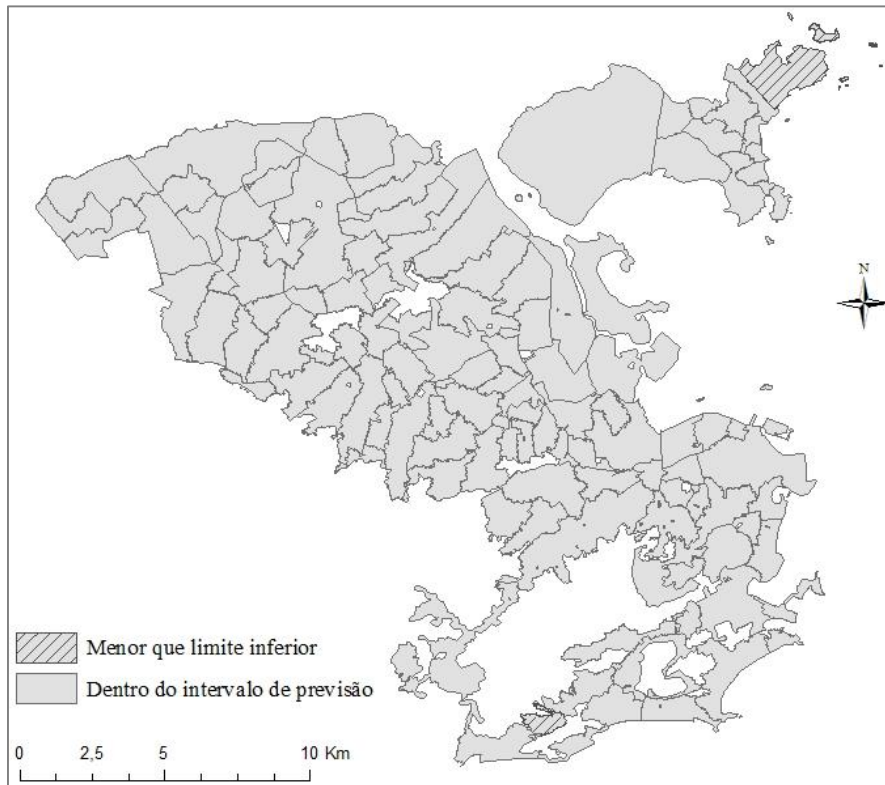 N
Menor que limite inferior
Dentro do intervalo de previsão
0 2,5 5 10 Km